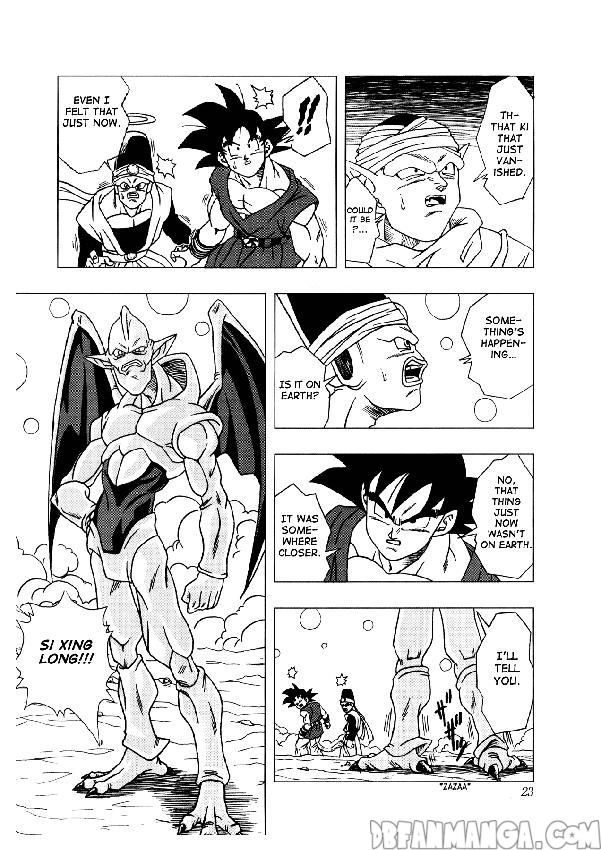 TH-
THAT KI
THAT
JUST
VAN-
ISHED.
COULD
IT BE
?...
!!
EVEN I
FELT THAT
JUST NOW.
SOME-
THING'S
HAPPEN-
ING...
IS IT ON
EARTH?
NO,
THAT
THING
JUST
NOW
WASN'T
ON EARTH.
IT WAS
SOME-
WHERE
CLOSER.
I'LL
TELL
YOU.
"ZAZAA"
SI XING
LONG!!!
23
DBFANMANGA.COM